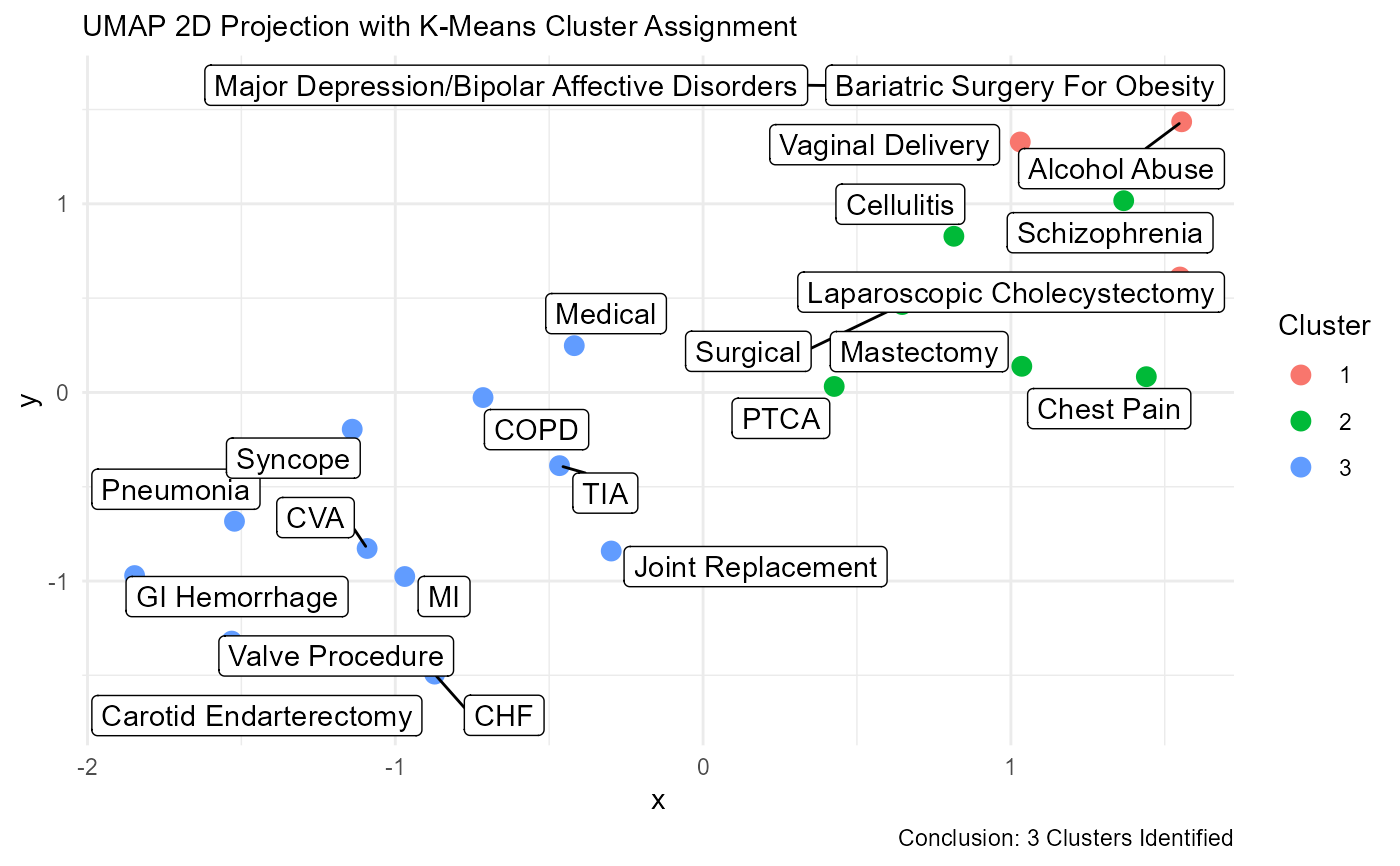 UMAP 2D Projection with K-Means Cluster Assignment
Major Depression/Bipolar Affective Disorders
Bariatric Surgery For Obesity
Vaginal Delivery
Alcohol Abuse
Cellulitis
Schizophrenia
Laparoscopic Cholecystectomy
Medical
Surgical
Mastectomy
PTCA
Chest Pain
COPD
Syncope
Pneumonia
TIA
CVA
Joint Replacement
GI Hemorrhage
MI
Valve Procedure
Carotid Endarterectomy
CHF
1
0
-1
y
-2
-1
0
1
x
Cluster
1
2
3
Conclusion: 3 Clusters Identified